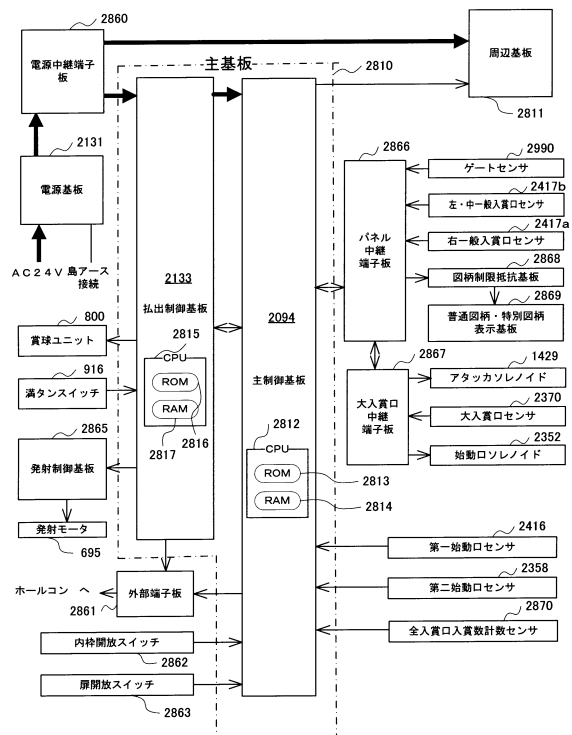 2860
電源中継端子
板
主基板
2810
周辺基板
2811
2131
電源基板
AC24V
島アース
接続
2866
パネル
中継
端子板
2990
ゲートセンサ
2417b
左・中一般入賞口センサ
2417a
右一般入賞口センサ
2868
図柄制限抵抗基板
2869
普通図柄・特別図柄
表示基板
2133
払出制御基板
2815
CPU
ROM
RAM
2816
2817
2094
主制御基板
2812
CPU
ROM
2813
RAM
2814
800
賞球ユニット
916
満タンスイッチ
2865
発射制御基板
発射モータ
695
2867
大入賞口
中継
端子板
1429
アタッカソレノイド
2370
大入賞口センサ
2352
始動口ソレノイド
2416
第一始動口センサ
2358
第二始動口センサ
2870
全入賞口入賞数計数センサ
ホールコン へ
外部端子板
2861
内枠開放スイッチ
2862
扉開放スイッチ
2863